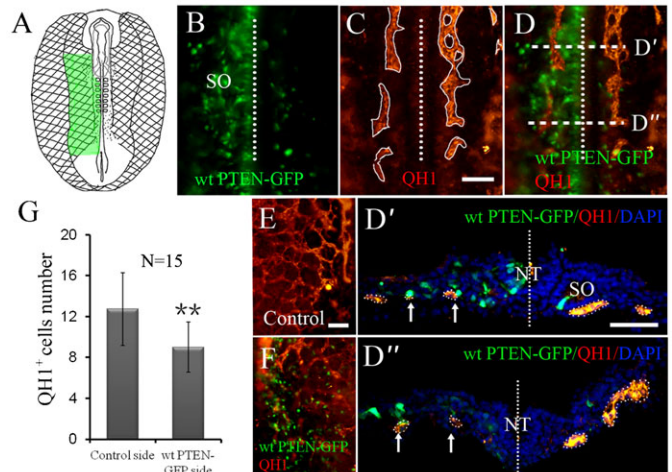 A
B
SO
wt PTEN-GFP
C
QH1
D
D'
D''
wt PTEN-GFP
QH1
G
20
16
12
8
4
0
QH1+ cells number
N=15
**
Control side
wt PTEN-
GFP side
E
Control
F
wt PTEN-GFP
QH1
D'
wt PTEN-GFP/QH1/DAPI
NT
SO
D''
wt PTEN-GFP/QH1/DAPI
NT